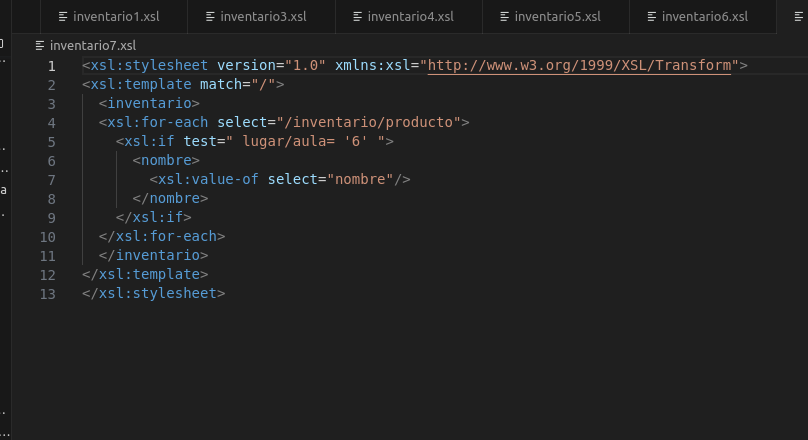 inventario1.xsl inventario3.xsl inventario4.xsl inventario5.xsl inventario6.xsl
inventario7.xsl
1 <xsl:stylesheet version="1.0" xmlns:xsl="http://www.w3.org/1999/XSL/Transform">
2 <xsl:template match="/">
3   <inventario>
4   <xsl:for-each select="/inventario/producto">
5     <xsl:if test=" lugar/aula= '6' ">
6       <nombre>
7         <xsl:value-of select="nombre"/>
8       </nombre>
9     </xsl:if>
10   </xsl:for-each>
11   </inventario>
12 </xsl:template>
13 </xsl:stylesheet>